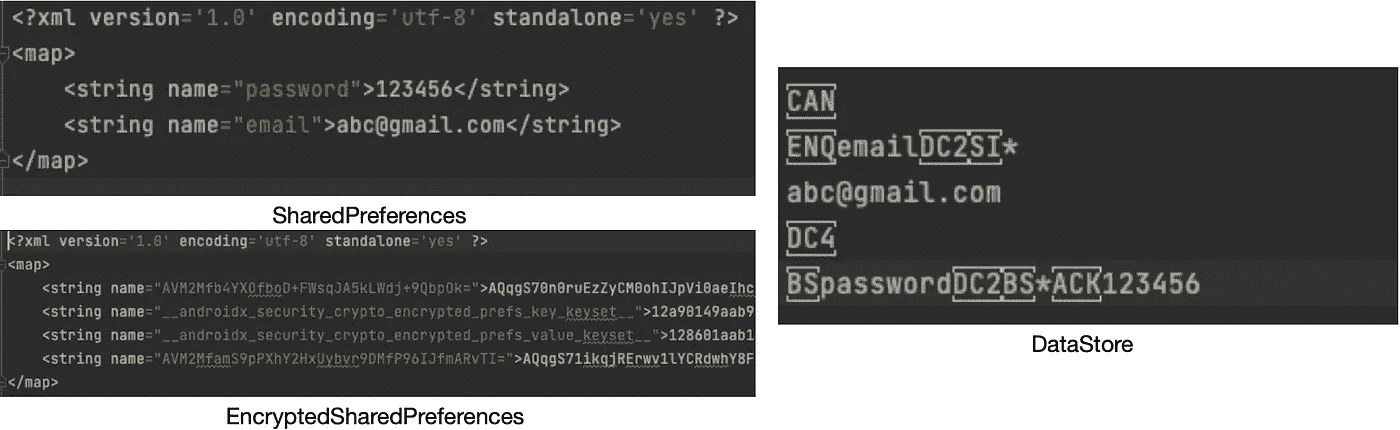 <?xml version='1.0' encoding='utf-8' standalone='yes' ?>
<map>
<string name="password">123456</string>
<string name="email">abc@gmail.com</string>
</map>
SharedPreferences
<?xml version='1.0' encoding='utf-8' standalone='yes' ?>
<map>
<string name="AVM2Mfb4YXOfboD+FWsqJA5kLWdj+9QbpOk=">AQqgS70n0ruEzZyCM0ohIJpVi0aeIhc
<string name="__androidx_security_crypto_encrypted_prefs_key_keyset__">12a90149aab9
<string name="__androidx_security_crypto_encrypted_prefs_value_keyset__">128601aab1
<string name="AVM2MfamS9pPXhY2HxUybvr9DMfP96IJfmARvTI=">AQqgS71ikgjRErwv1lYCRdwhY8F
</map>
EncryptedSharedPreferences
CAN
ENQemailDC2SI*
abc@gmail.com
DC4
BSpasswordDC2BS*ACK123456
DataStore